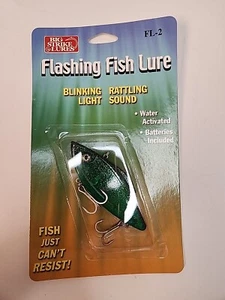 BIG
STRIKE
LURES
FL-2
Flashing Fish Lure
BLINKING RATTLING
LIGHT SOUND
• Water
Activated
• Batteries
Included
FISH
JUST
CAN'T
RESIST!